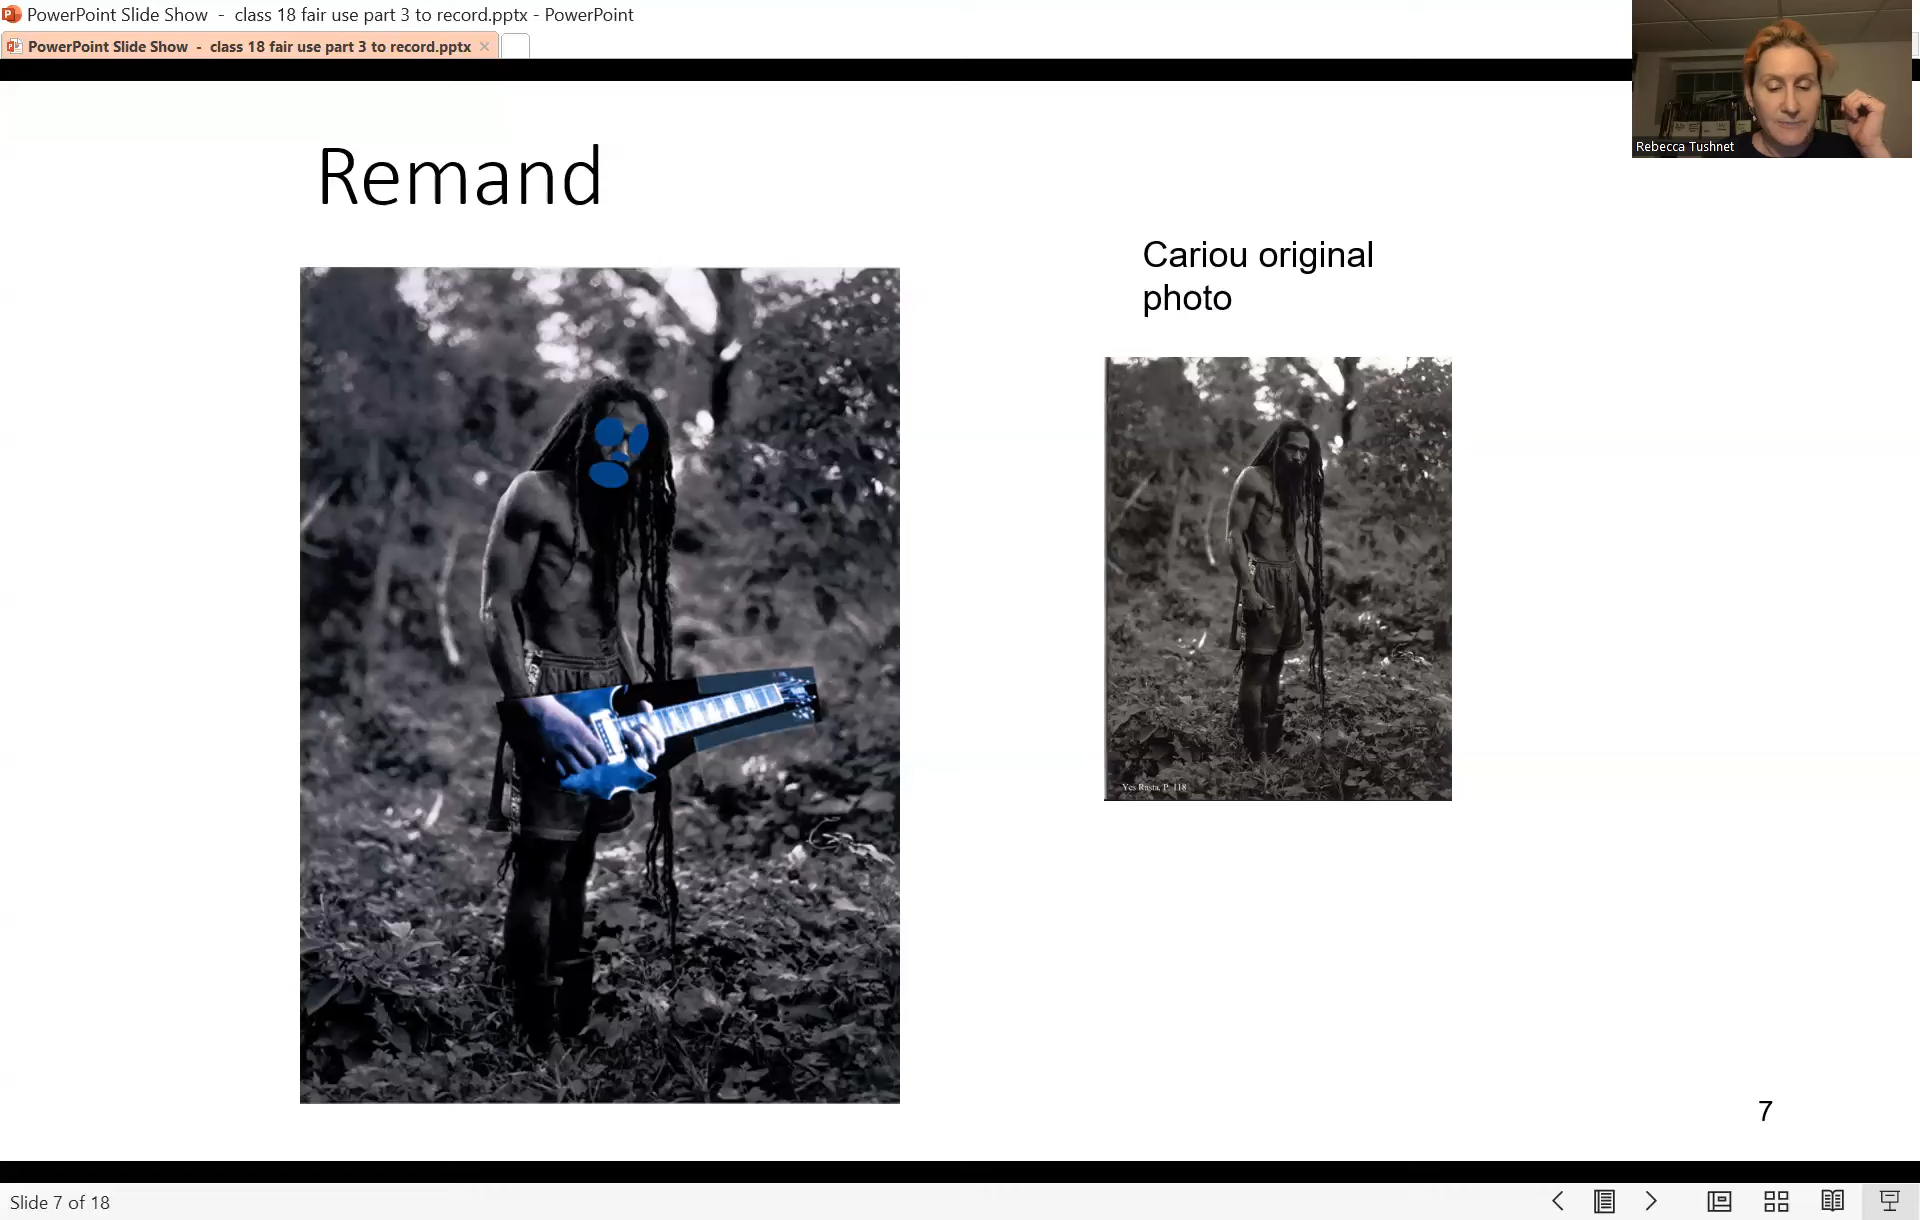 PowerPoint Slide Show - class 18 fair use part 3 to record.pptx - PowerPoint
PowerPoint Slide Show - class 18 fair use part 3 to record.pptx
Rebecca Tushnet
Remand
Cariou original
photo
Yes Rasta, P. 118
7
Slide 7 of 18